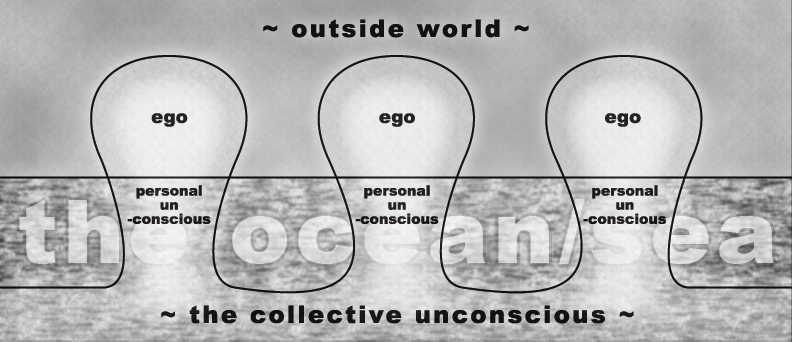 ~ outside world ~
ego ego ego
personal personal personal
un un un
-conscious -conscious -conscious
the ocean/sea
~ the collective unconscious ~